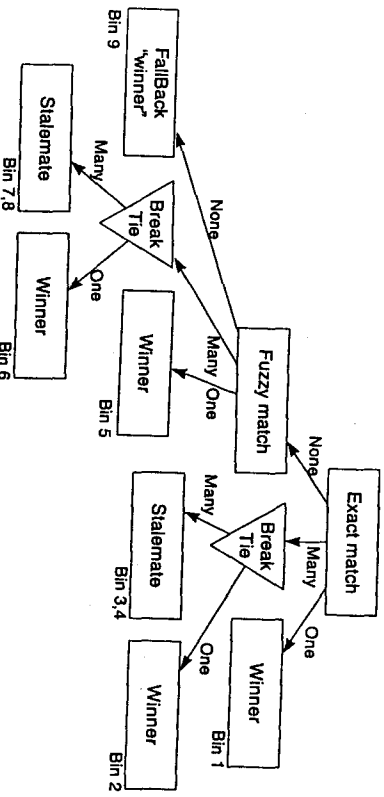 Exact match
None
Many
One
Fuzzy match
Break
Tie
Winner
Bin 1
None
Many
One
Many
One
FallBack
"winner"
Bin 9
Break
Tie
Winner
Bin 5
Stalemate
Bin 3,4
Winner
Bin 2
Many
One
Stalemate
Bin 7,8
Winner
Bin 6